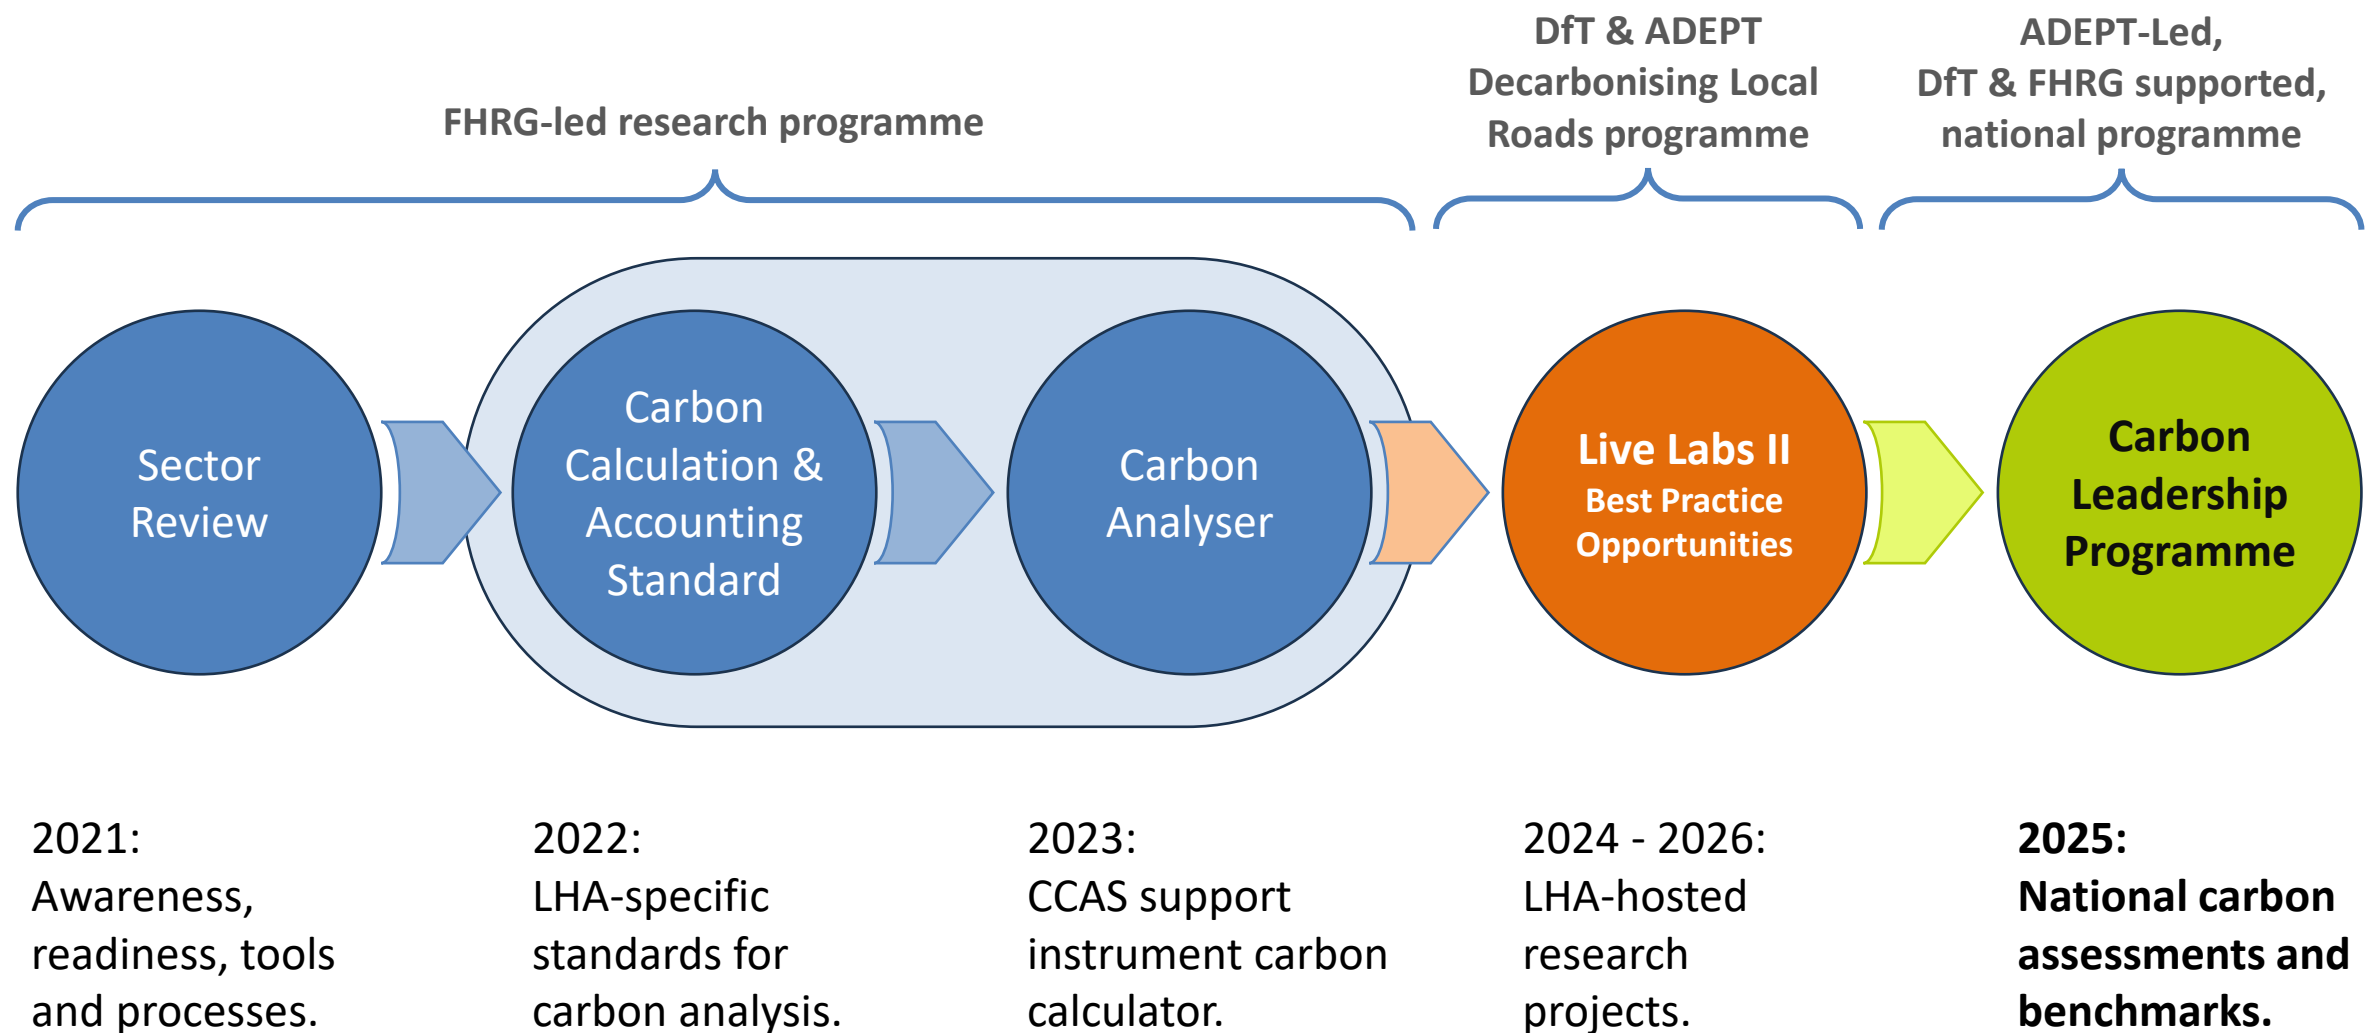 FHRG-led research programme
DfT & ADEPT
Decarbonising Local
Roads programme
ADEPT-Led,
DfT & FHRG supported,
national programme
Sector
Review
Carbon
Calculation &
Accounting
Standard
Carbon
Analyser
Live Labs II
Best Practice
Opportunities
Carbon
Leadership
Programme
2021:
Awareness,
readiness, tools
and processes.
2022:
LHA-specific
standards for
carbon analysis.
2023:
CCAS support
instrument carbon
calculator.
2024 - 2026:
LHA-hosted
research
projects.
2025:
National carbon
assessments and
benchmarks.